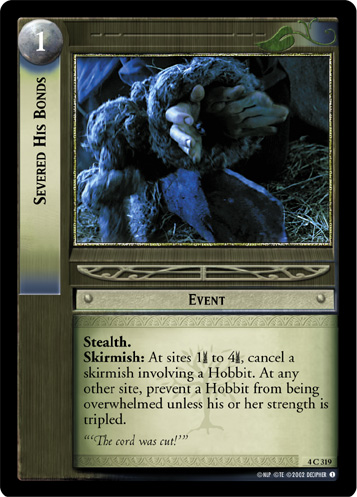 1
SEVERED HIS BONDS
EVENT
Stealth.
Skirmish: At sites 1 to 4, cancel a
skirmish involving a Hobbit. At any
other site, prevent a Hobbit from being
overwhelmed unless his or her strength is
tripled.
“‘The cord was cut!’”
4 C 319
©NLP ©TE ©2002 DECIPHER 1